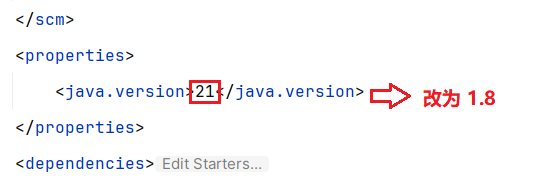 </scm>
<properties>
<java.version>21</java.version> 改为 1.8
</properties>
<dependencies> Edit Starters...